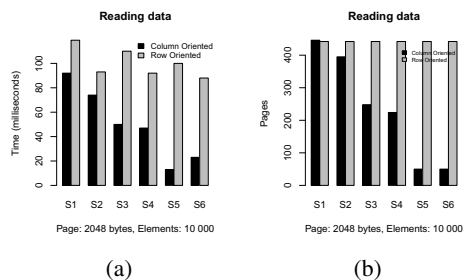 Reading data
Column Oriented
Row Oriented
Time (milliseconds)
0 20 40 60 80 100
S1 S2 S3 S4 S5 S6
Page: 2048 bytes, Elements: 10 000
(a)
Reading data
Column Oriented
Row Oriented
Pages
0 100 200 300 400
S1 S2 S3 S4 S5 S6
Page: 2048 bytes, Elements: 10 000
(b)